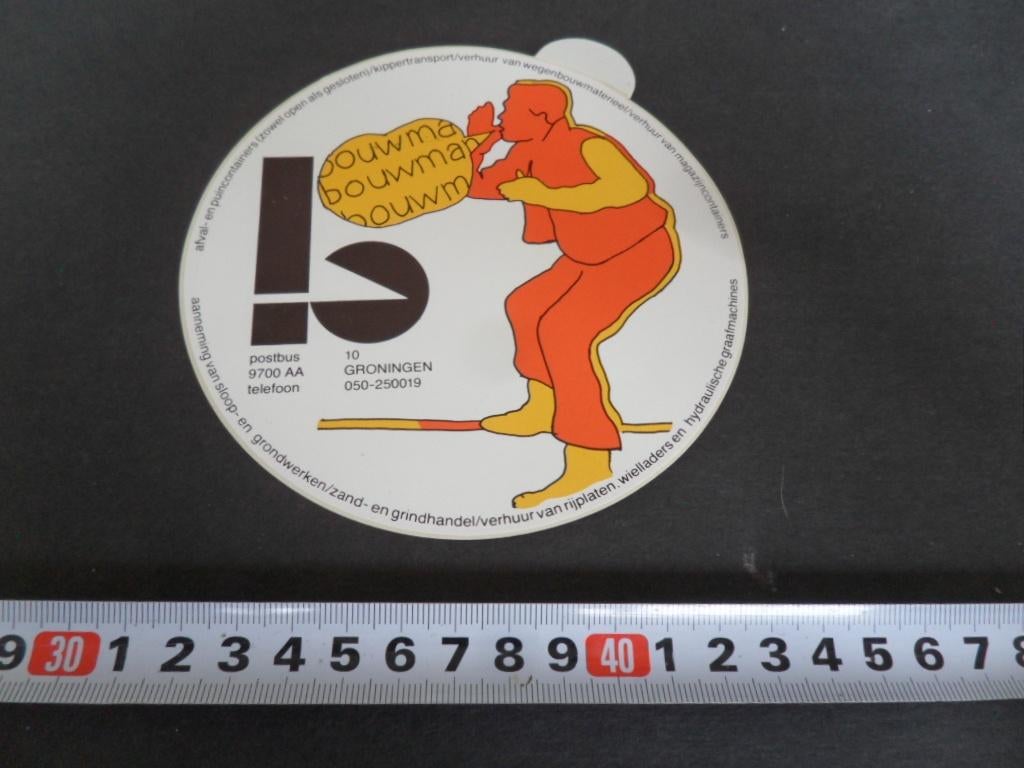 afval- en puincontainers (zowel open als gesloten)/kippertransport/verhuur van wegenbouwmaterieel/verhuur van magazijncontainers
bouwma
bouwman
bouwm
b
postbus 10
9700 AA GRONINGEN
telefoon 050-250019
aanneming van sloop- en grondwerken/zand- en grindhandel/verhuur van rijplaten. wielladers en hydraulische graafmachines
9 30 1 2 3 4 5 6 7 8 9 40 1 2 3 4 5 6 7 8